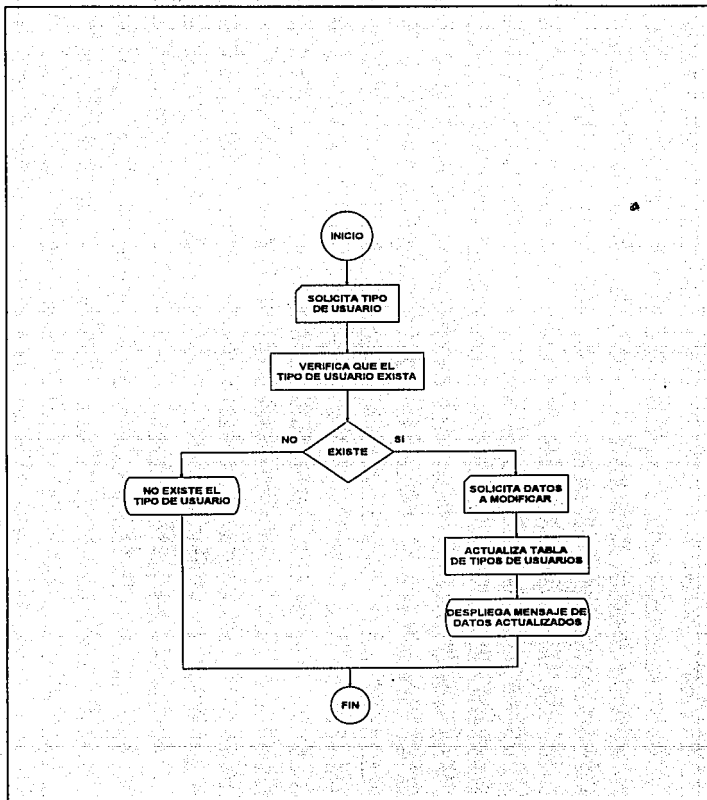 INICIO
SOLICITA TIPO
DE USUARIO
VERIFICA QUE EL
TIPO DE USUARIO EXISTA
NO
EXISTE
SI
NO EXISTE EL
TIPO DE USUARIO
SOLICITA DATOS
A MODIFICAR
ACTUALIZA TABLA
DE TIPOS DE USUARIOS
DESPLIEGA MENSAJE DE
DATOS ACTUALIZADOS
FIN